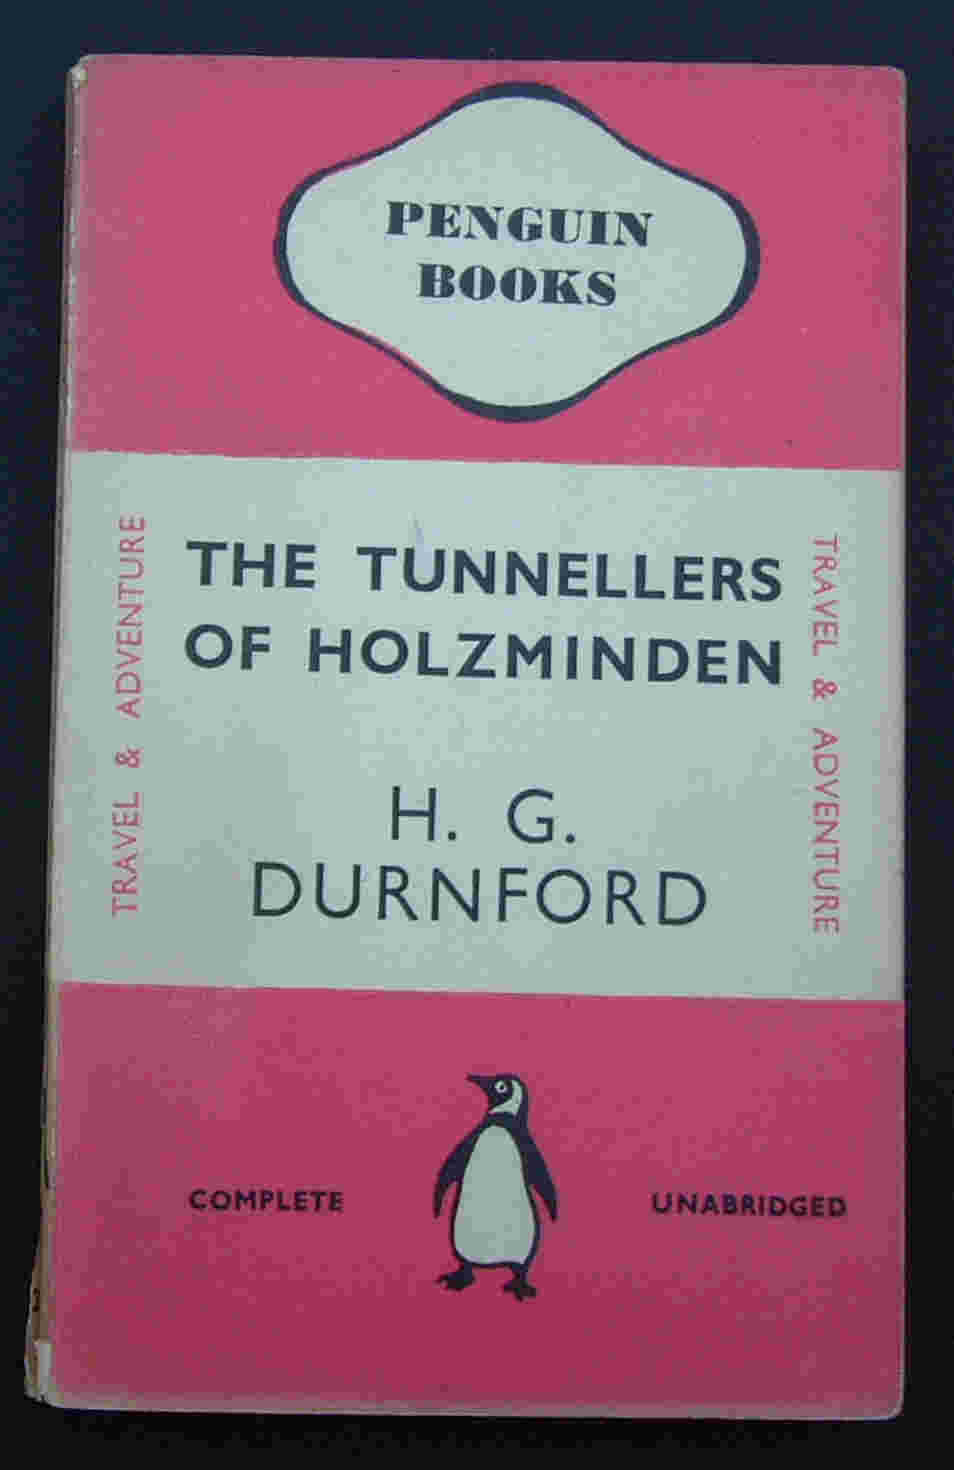 PENGUIN
BOOKS
TRAVEL & ADVENTURE
THE TUNNELLERS
OF HOLZMINDEN
H. G.
DURNFORD
TRAVEL & ADVENTURE
COMPLETE
UNABRIDGED